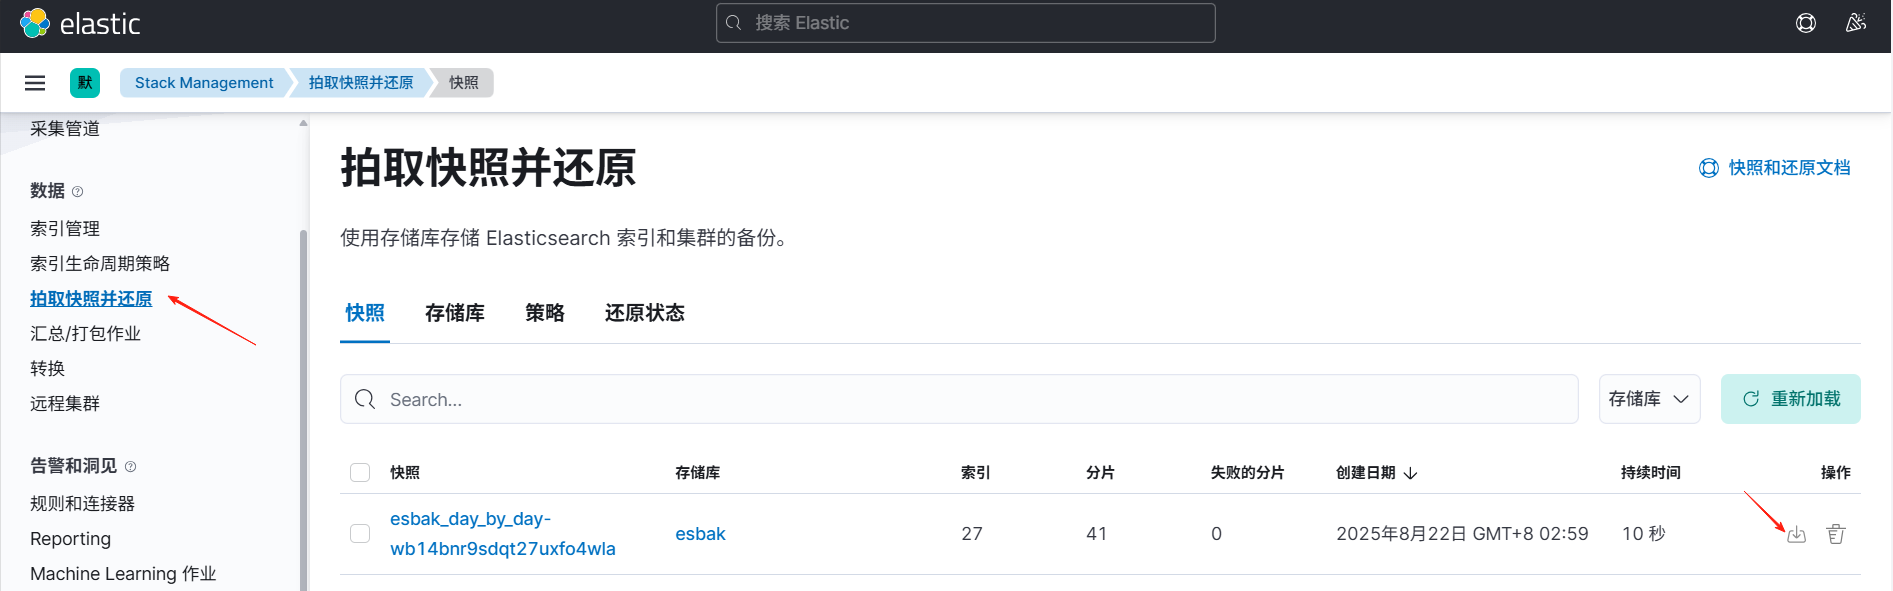 elastic
搜索 Elastic
默
Stack Management
拍取快照并还原
快照
采集管道
数据
索引管理
索引生命周期策略
拍取快照并还原
汇总/打包作业
转换
远程集群
告警和洞见
规则和连接器
Reporting
Machine Learning 作业
拍取快照并还原
快照和还原文档
使用存储库存储 Elasticsearch 索引和集群的备份。
快照 存储库 策略 还原状态
Search...
存储库
重新加载
快照 存储库 索引 分片 失败的分片 创建日期 持续时间 操作
esbak_day_by_day-
wb14bnr9sdqt27uxfo4wla
esbak 27 41 0 2025年8月22日 GMT+8 02:59 10 秒